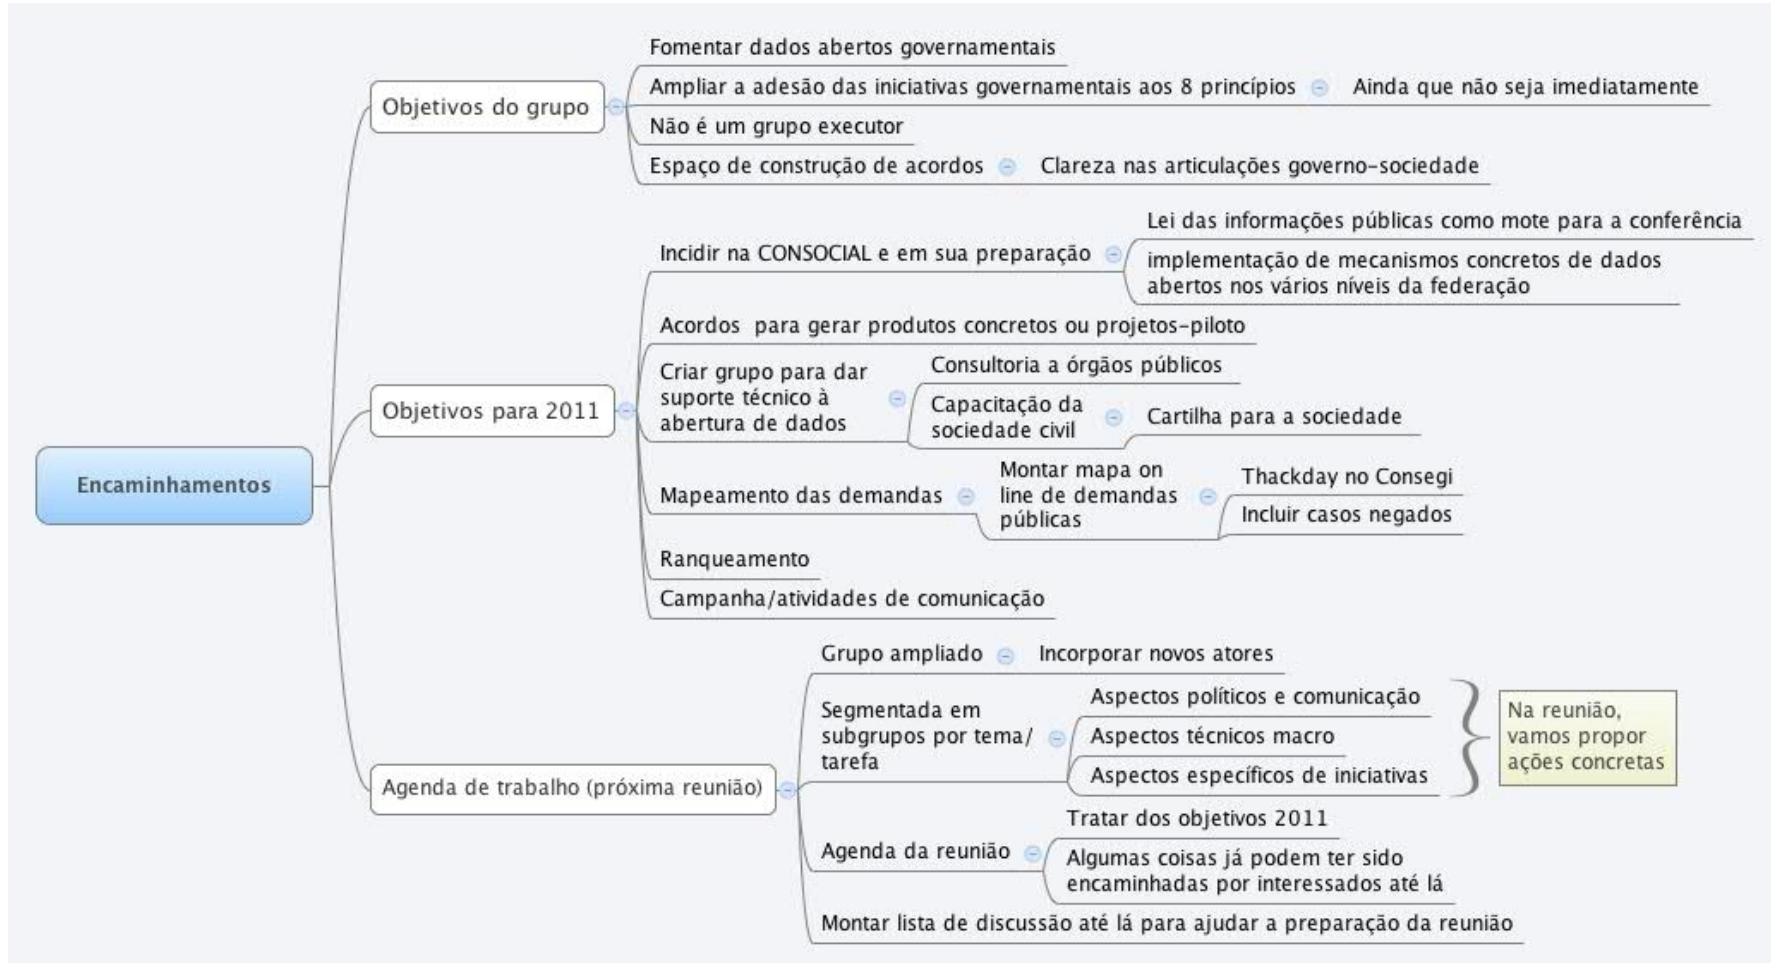 Encaminhamentos
Objetivos do grupo
Fomentar dados abertos governamentais
Ampliar a adesão das iniciativas governamentais aos 8 princípios
Ainda que não seja imediatamente
Não é um grupo executor
Espaço de construção de acordos
Clareza nas articulações governo-sociedade
Objetivos para 2011
Incidir na CONSOCIAL e em sua preparação
Lei das informações públicas como mote para a conferência
implementação de mecanismos concretos de dados
abertos nos vários níveis da federação
Acordos  para gerar produtos concretos ou projetos-piloto
Criar grupo para dar
suporte técnico à
abertura de dados
Consultoria a órgãos públicos
Capacitação da
sociedade civil
Cartilha para a sociedade
Mapeamento das demandas
Montar mapa on
line de demandas
públicas
Thackday no Consegi
Incluir casos negados
Ranqueamento
Campanha/atividades de comunicação
Agenda de trabalho (próxima reunião)
Grupo ampliado
Incorporar novos atores
Segmentada em
subgrupos por tema/
tarefa
Aspectos políticos e comunicação
Aspectos técnicos macro
Aspectos específicos de iniciativas
Na reunião,
vamos propor
ações concretas
Agenda da reunião
Tratar dos objetivos 2011
Algumas coisas já podem ter sido
encaminhadas por interessados até lá
Montar lista de discussão até lá para ajudar a preparação da reunião